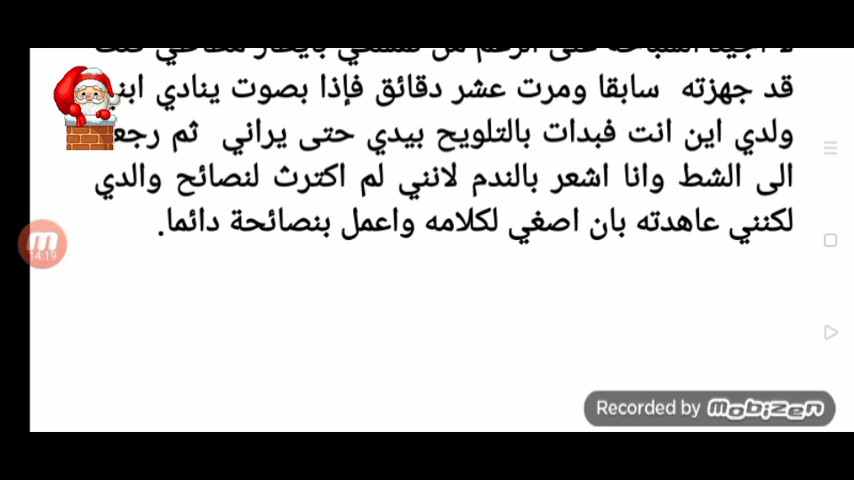 قد جهزته سابقا ومرت عشر دقائق فإذا بصوت ينادي
ولدي اين انت فبدات بالتلويح بيدي حتى يراني ثم
الى الشط وانا اشعر بالندم لانني لم اكترث لنصائح والدي
لكنني عاهدته بان اصغي لكلامه واعمل بنصائحة دائما.
14:19
Recorded by mobizen